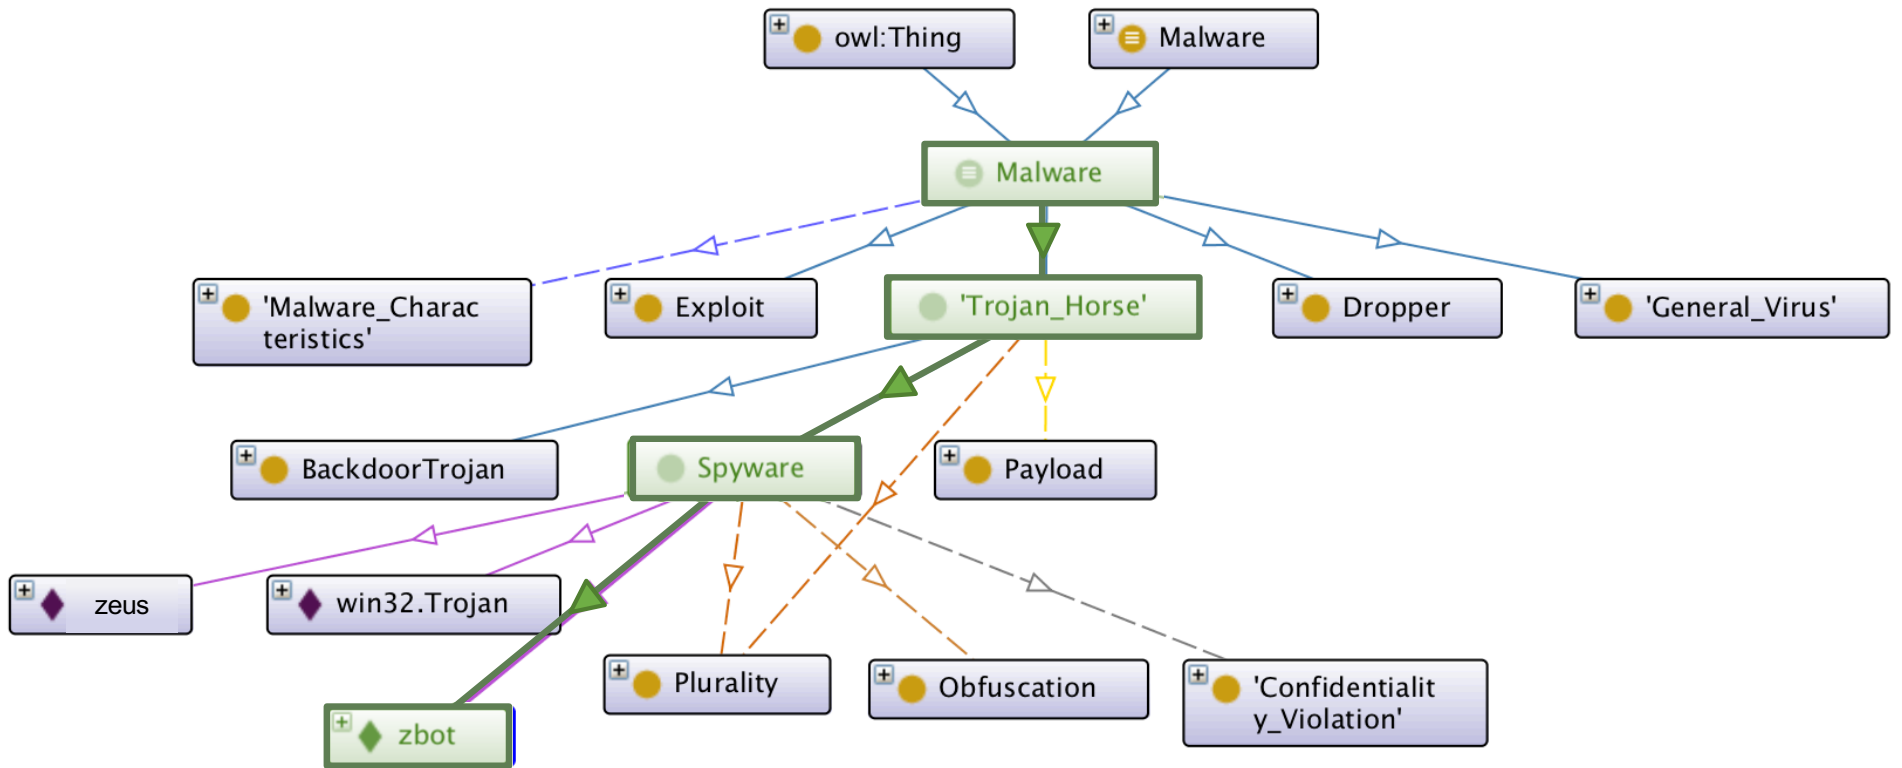 owl:Thing
Malware
Malware
'Malware_Charac
teristics'
Exploit
'Trojan_Horse'
Dropper
'General_Virus'
BackdoorTrojan
Spyware
Payload
zeus
win32.Trojan
Plurality
Obfuscation
'Confidentialit
y_Violation'
zbot